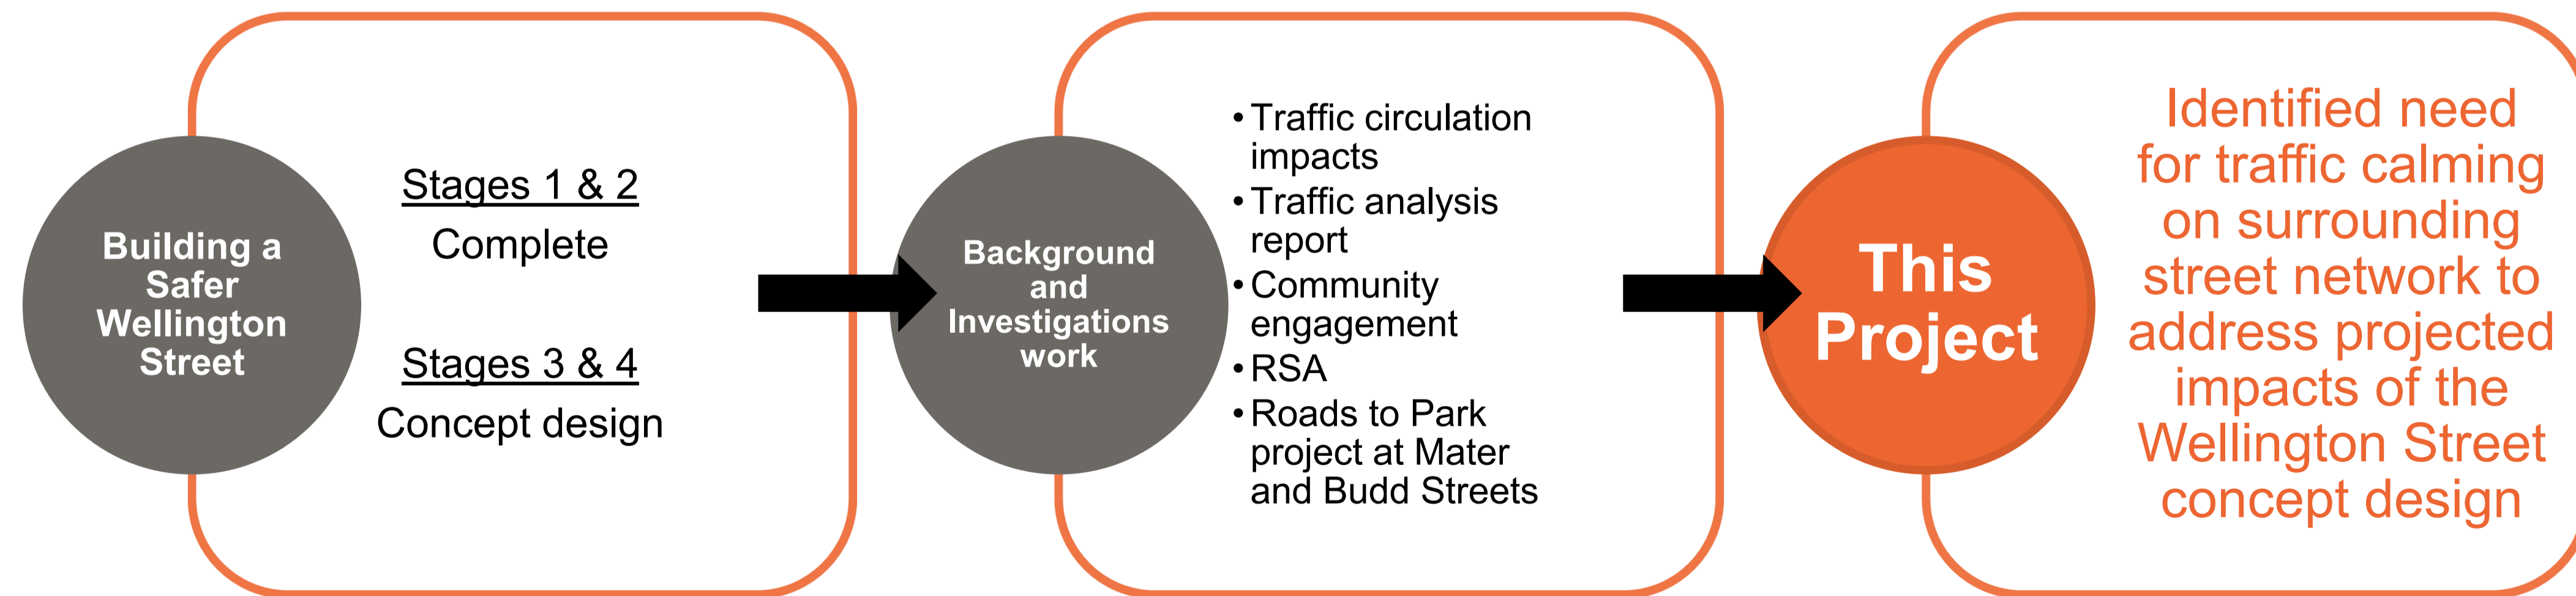 Building a
Safer
Wellington
Street
Stages 1 & 2
Complete
Stages 3 & 4
Concept design
Background
and
Investigations
work
• Traffic circulation
impacts
• Traffic analysis
report
• Community
engagement
• RSA
• Roads to Park
project at Mater
and Budd Streets
This
Project
Identified need
for traffic calming
on surrounding
street network to
address projected
impacts of the
Wellington Street
concept design